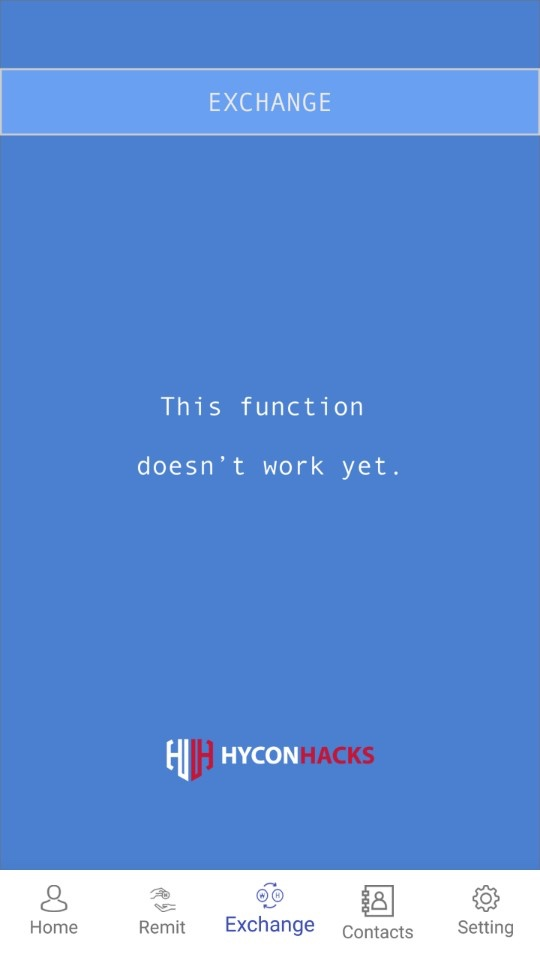 EXCHANGE
This function
doesn’t work yet.
HYCONHACKS
Home
Remit
Exchange
Contacts
Setting